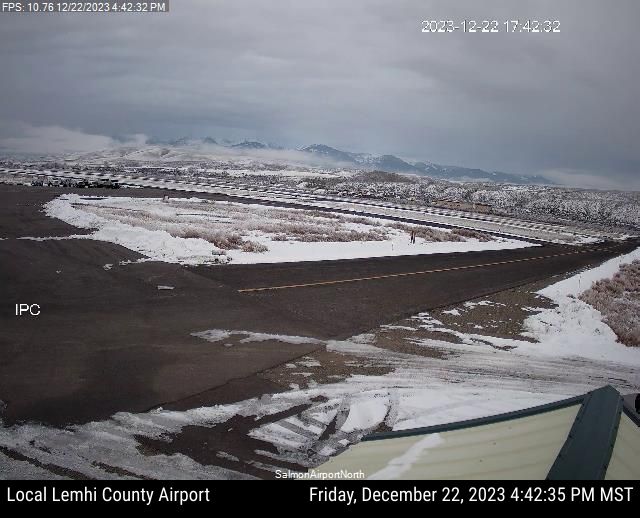 FPS: 10.76 12/22/2023 4:42:32 PM
2023-12-22 17:42:32
IPC
SalmonAirportNorth
Local Lemhi County Airport
Friday, December 22, 2023 4:42:35 PM MST